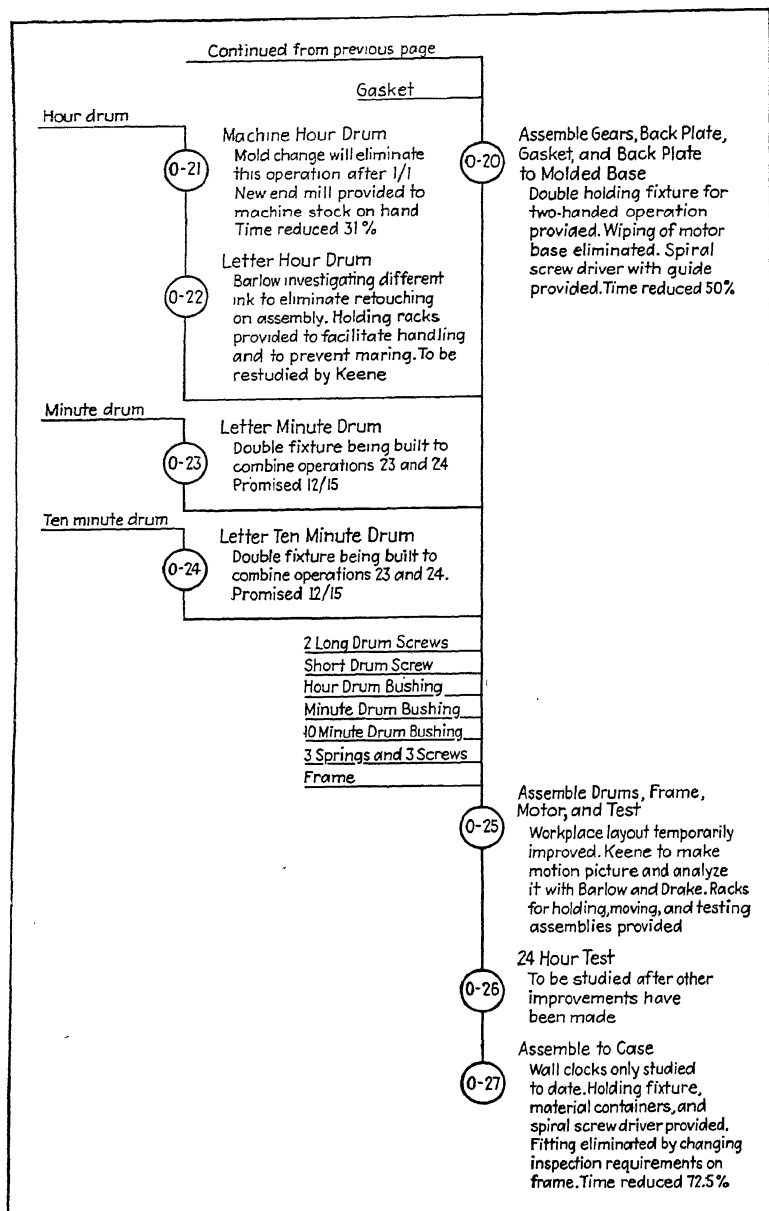 Continued from previous page
Gasket
Hour drum
O-21
Machine Hour Drum
Mold change will eliminate
this operation after 1/1
New end mill provided to
machine stock on hand
Time reduced 31%
O-20
Assemble Gears, Back Plate,
Gasket, and Back Plate
to Molded Base
Double holding fixture for
two-handed operation
provided. Wiping of motor
base eliminated. Spiral
screw driver with guide
provided. Time reduced 50%
O-22
Letter Hour Drum
Barlow investigating different
ink to eliminate retouching
on assembly. Holding racks
provided to facilitate handling
and to prevent maring. To be
restudied by Keene
Minute drum
O-23
Letter Minute Drum
Double fixture being built to
combine operations 23 and 24
Promised 12/15
Ten minute drum
O-24
Letter Ten Minute Drum
Double fixture being built to
combine operations 23 and 24.
Promised 12/15
2 Long Drum Screws
Short Drum Screw
Hour Drum Bushing
Minute Drum Bushing
10 Minute Drum Bushing
3 Springs and 3 Screws
Frame
O-25
Assemble Drums, Frame,
Motor, and Test
Workplace layout temporarily
improved. Keene to make
motion picture and analyze
it with Barlow and Drake. Racks
for holding, moving, and testing
assemblies provided
O-26
24 Hour Test
To be studied after other
improvements have
been made
O-27
Assemble to Case
Wall clocks only studied
to date. Holding fixture,
material containers, and
spiral screw driver provided.
Fitting eliminated by changing
inspection requirements on
frame. Time reduced 72.5%